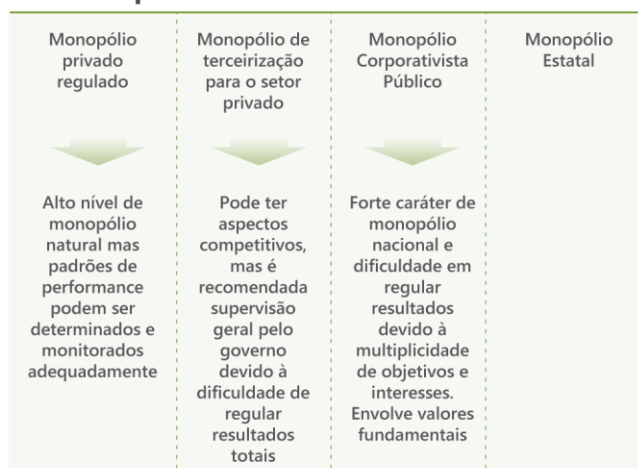 Monopólio
privado
regulado
Monopólio de
terceirização
para o setor
privado
Monopólio
Corporativista
Público
Monopólio
Estatal
Alto nível de
monopólio
natural mas
padrões de
performance
podem ser
determinados e
monitorados
adequadamente
Pode ter
aspectos
competitivos,
mas é
recomendada
supervisão
geral pelo
governo
devido à
dificuldade de
regular
resultados
totais
Forte caráter de
monopólio
nacional e
dificuldade em
regular
resultados
devido à
multiplicidade
de objetivos e
interesses.
Envolve valores
fundamentais